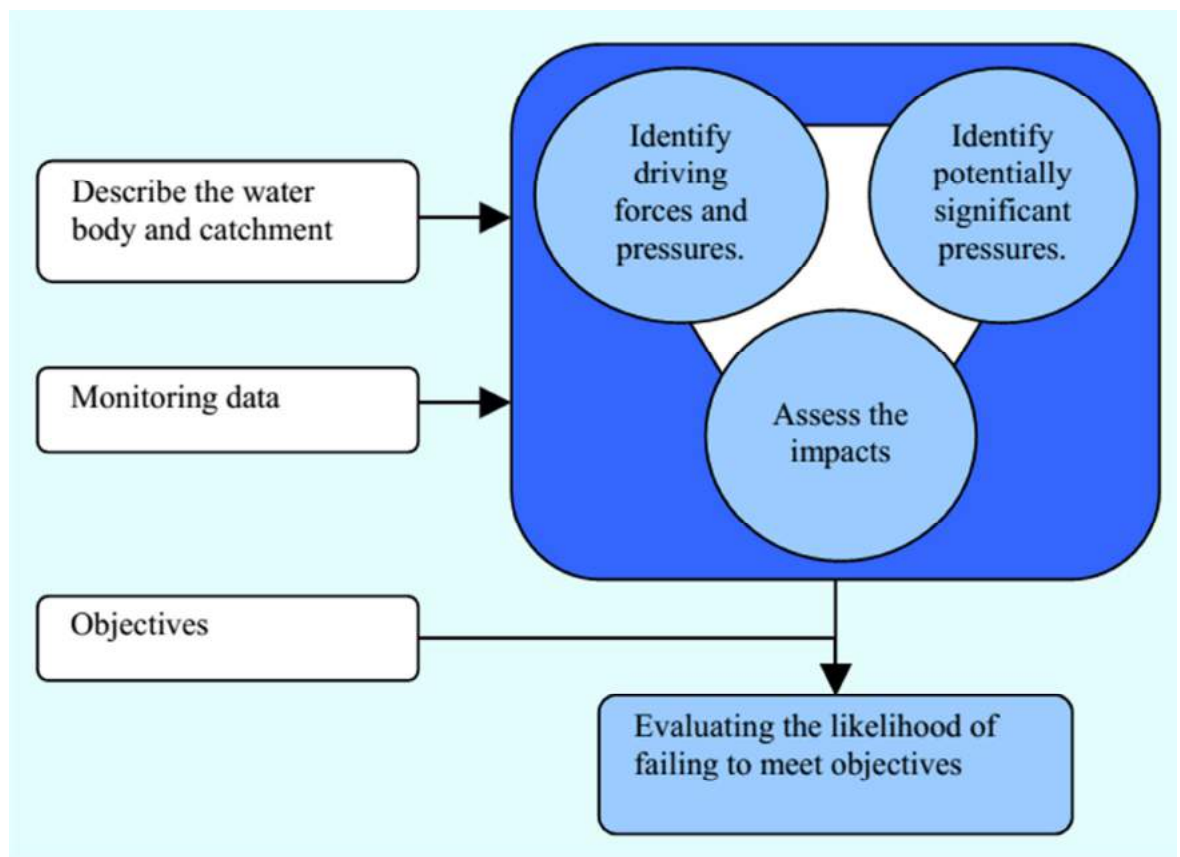 Describe the water
body and catchment
Monitoring data
Objectives
Identify
driving
forces and
pressures.
Identify
potentially
significant
pressures.
Assess the
impacts
Evaluating the likelihood of
failing to meet objectives